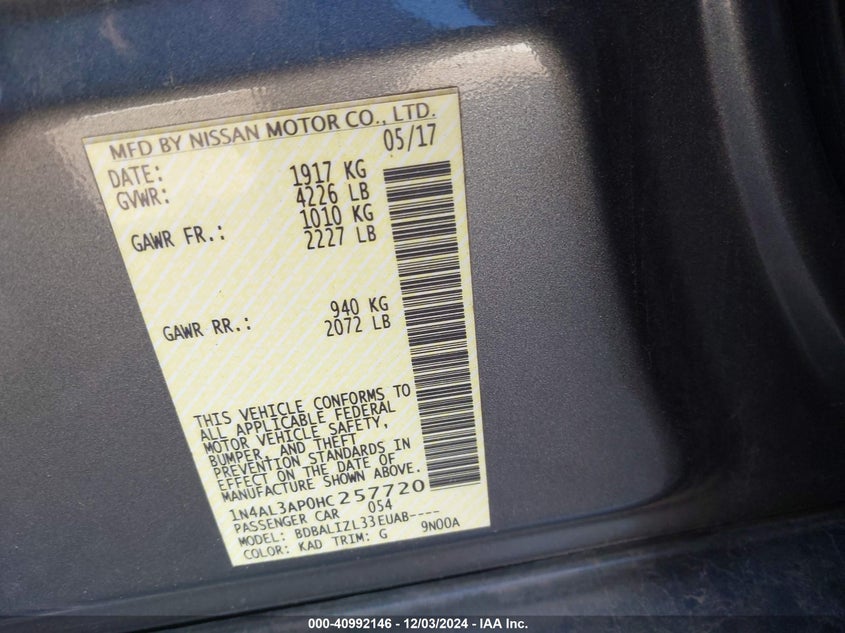 MFD BY NISSAN MOTOR CO., LTD.
DATE: 05/17
GVWR: 1917 KG
4226 LB
GAWR FR.: 1010 KG
2227 LB
GAWR RR.: 940 KG
2072 LB
THIS VEHICLE CONFORMS TO
ALL APPLICABLE FEDERAL
MOTOR VEHICLE SAFETY,
BUMPER, AND THEFT
PREVENTION STANDARDS IN
EFFECT ON THE DATE OF
MANUFACTURE SHOWN ABOVE.
1N4AL3AP0HC257720
PASSENGER CAR 054
MODEL: BDBALIZL33EUAB----
COLOR: KAD TRIM: G 9N00A
000-40992146 - 12/03/2024 - IAA Inc.